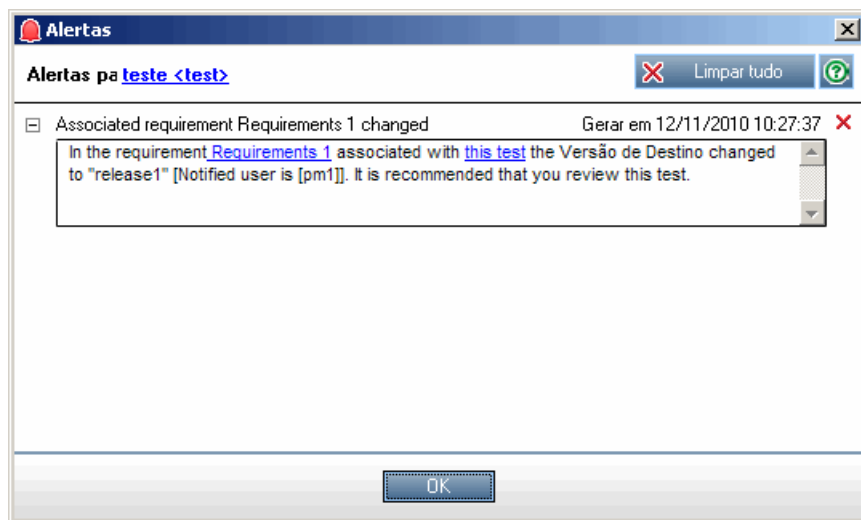 Alertas
Alertas pa teste <test>
Limpar tudo
Associated requirement Requirements 1 changed
Gerar em 12/11/2010 10:27:37
In the requirement Requirements 1 associated with this test the Versão de Destino changed
to "release1" [Notified user is [pm1]]. It is recommended that you review this test.
OK